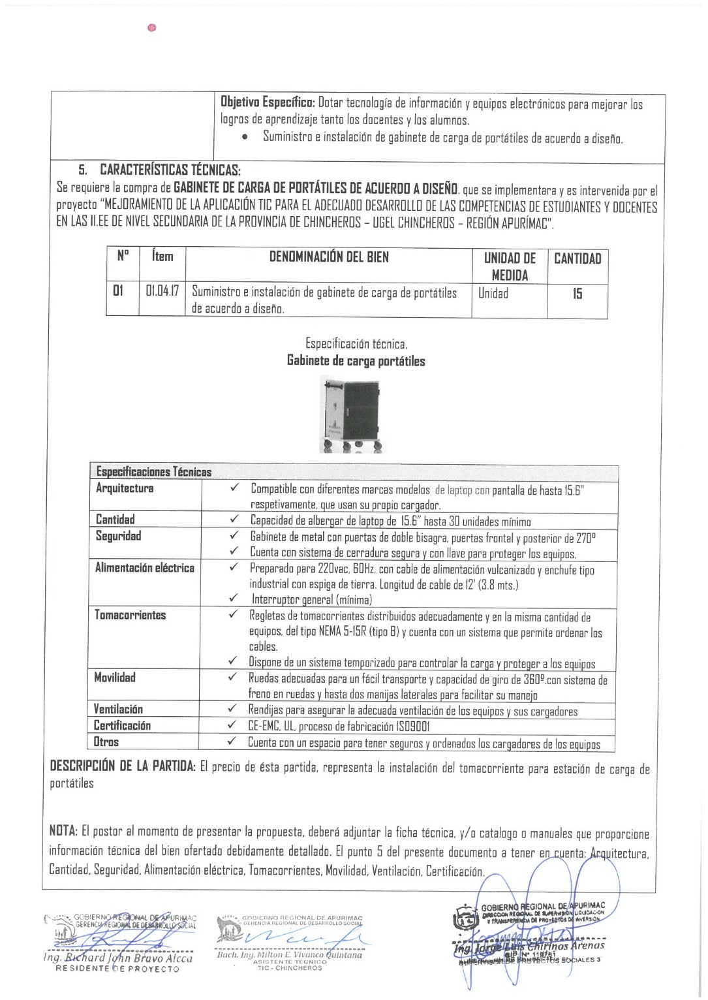 Objetivo Específico: Dotar tecnología de información y equipos electrónicos para mejorar los
logros de aprendizaje tanto los docentes y los alumnos.
• Suministro e instalación de gabinete de carga de portátiles de acuerdo a diseño.
5. CARACTERÍSTICAS TÉCNICAS:
Se requiere la compra de GABINETE DE CARGA DE PORTÁTILES DE ACUERDO A DISEÑO, que se implementara y es intervenida por el
proyecto “MEJORAMIENTO DE LA APLICACIÓN TIC PARA EL ADECUADO DESARROLLO DE LAS COMPETENCIAS DE ESTUDIANTES Y DOCENTES
EN LAS II.EE DE NIVEL SECUNDARIA DE LA PROVINCIA DE CHINCHEROS – UGEL CHINCHEROS – REGIÓN APURÍMAC”.
Nº Ítem DENOMINACIÓN DEL BIEN UNIDAD DE CANTIDAD
MEDIDA
01 01.04.17 Suministro e instalación de gabinete de carga de portátiles Unidad 15
de acuerdo a diseño.
Especificación técnica.
Gabinete de carga portátiles
Especificaciones Técnicas
Arquitectura ✓ Compatible con diferentes marcas modelos de laptop con pantalla de hasta 15.6”
respetivamente, que usan su propio cargador.
Cantidad ✓ Capacidad de albergar de laptop de 15.6” hasta 30 unidades mínimo
Seguridad ✓ Gabinete de metal con puertas de doble bisagra, puertas frontal y posterior de 270º
✓ Cuenta con sistema de cerradura segura y con llave para proteger los equipos.
Alimentación eléctrica ✓ Preparado para 220vac, 60Hz, con cable de alimentación vulcanizado y enchufe tipo
industrial con espiga de tierra. Longitud de cable de 12' (3.8 mts.)
✓ Interruptor general (mínima)
Tomacorrientes ✓ Regletas de tomacorrientes distribuidos adecuadamente y en la misma cantidad de
equipos, del tipo NEMA 5-15R (tipo B) y cuenta con un sistema que permite ordenar los
cables.
✓ Dispone de un sistema temporizado para controlar la carga y proteger a los equipos
Movilidad ✓ Ruedas adecuadas para un fácil transporte y capacidad de giro de 360º.con sistema de
freno en ruedas y hasta dos manijas laterales para facilitar su manejo
Ventilación ✓ Rendijas para asegurar la adecuada ventilación de los equipos y sus cargadores
Certificación ✓ CE-EMC, UL, proceso de fabricación ISO9001
Otros ✓ Cuenta con un espacio para tener seguros y ordenados los cargadores de los equipos
DESCRIPCIÓN DE LA PARTIDA: El precio de ésta partida, representa la instalación del tomacorriente para estación de carga de
portátiles
NOTA: El postor al momento de presentar la propuesta, deberá adjuntar la ficha técnica, y/o catalogo o manuales que proporcione
información técnica del bien ofertado debidamente detallado. El punto 5 del presente documento a tener en cuenta: Arquitectura,
Cantidad, Seguridad, Alimentación eléctrica, Tomacorrientes, Movilidad, Ventilación, Certificación.
GOBIERNO REGIONAL DE APURIMAC
GERENCIA REGIONAL DE DESARROLLO SOCIAL
Ing. Richard John Bravo Alcca
RESIDENTE DE PROYECTO
GOBIERNO REGIONAL DE APURIMAC
GERENCIA REGIONAL DE DESARROLLO SOCIAL
Bach. Ing. Milton E. Vivanco Quintana
ASISTENTE TECNICO
TIC - CHINCHEROS
GOBIERNO REGIONAL DE APURIMAC
DIRECCION REGIONAL DE SUPERVISIÓN LIQUIDACION
Y TRANSFERENCIA DE PROYECTOS DE INVERSIÓN
Ing. Jorge Luis Chirinos Arenas
CIP. N°
SUPERVISION DE PROYECTOS SOCIALES 3